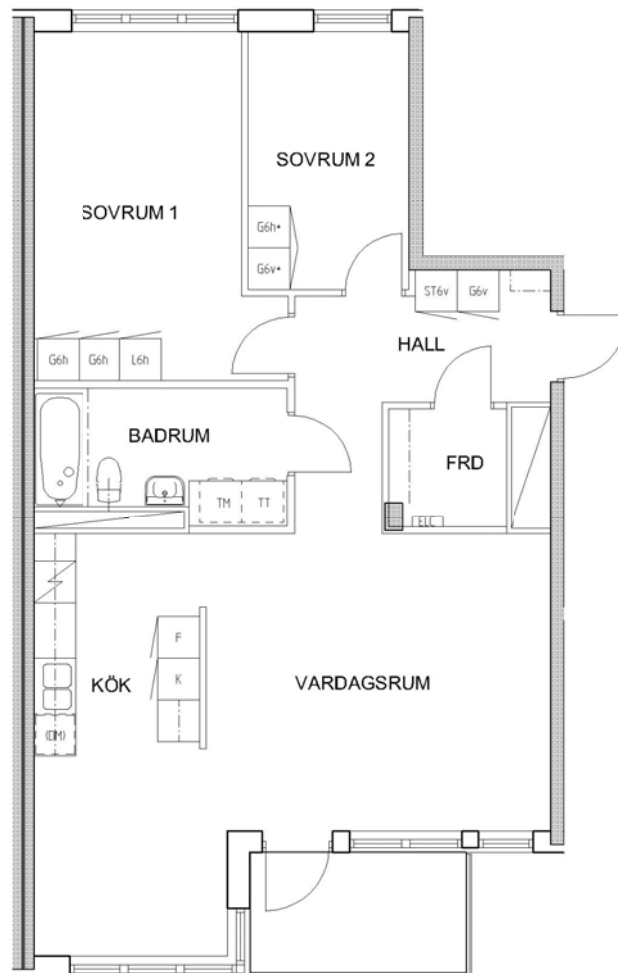 SOVRUM 2
SOVRUM 1
G6h*
G6v*
ST6v
G6v
HALL
G6h
G6h
L6h
BADRUM
FRD
TM
TT
ELC
F
KÖK
K
VARDAGSRUM
(DM)